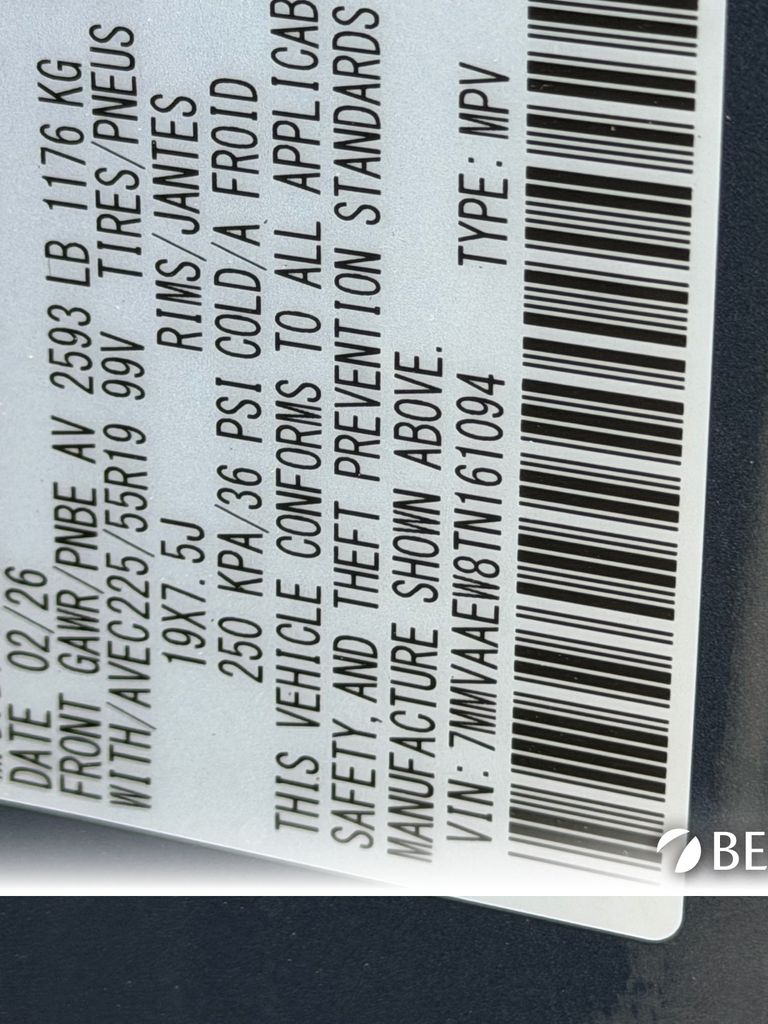 DATE 02/26
FRONT GAWR/PNBE AV 2593 LB 1176 KG
WITH/AVEC225/55R19 99V TIRES/PNEUS
19X7.5J RIMS/JANTES
250 KPA/36 PSI COLD/A FROID
THIS VEHICLE CONFORMS TO ALL APPLICAB
SAFETY, AND THEFT PREVENTION STANDARDS
MANUFACTURE SHOWN ABOVE.
VIN: 7MMVAAEW8TN161094 TYPE: MPV
BE